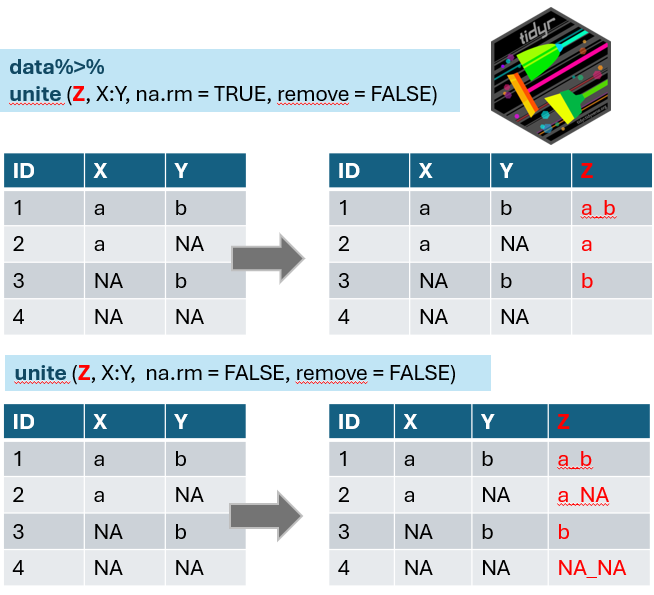 tidyr
data%>%
unite (Z, X:Y, na.rm = TRUE, remove = FALSE)
ID X Y
1 a b
2 a NA
3 NA b
4 NA NA
ID X Y Z
1 a b a_b
2 a NA a
3 NA b b
4 NA NA
unite (Z, X:Y,  na.rm = FALSE, remove = FALSE)
ID X Y
1 a b
2 a NA
3 NA b
4 NA NA
ID X Y Z
1 a b a_b
2 a NA a_NA
3 NA b b
4 NA NA NA_NA